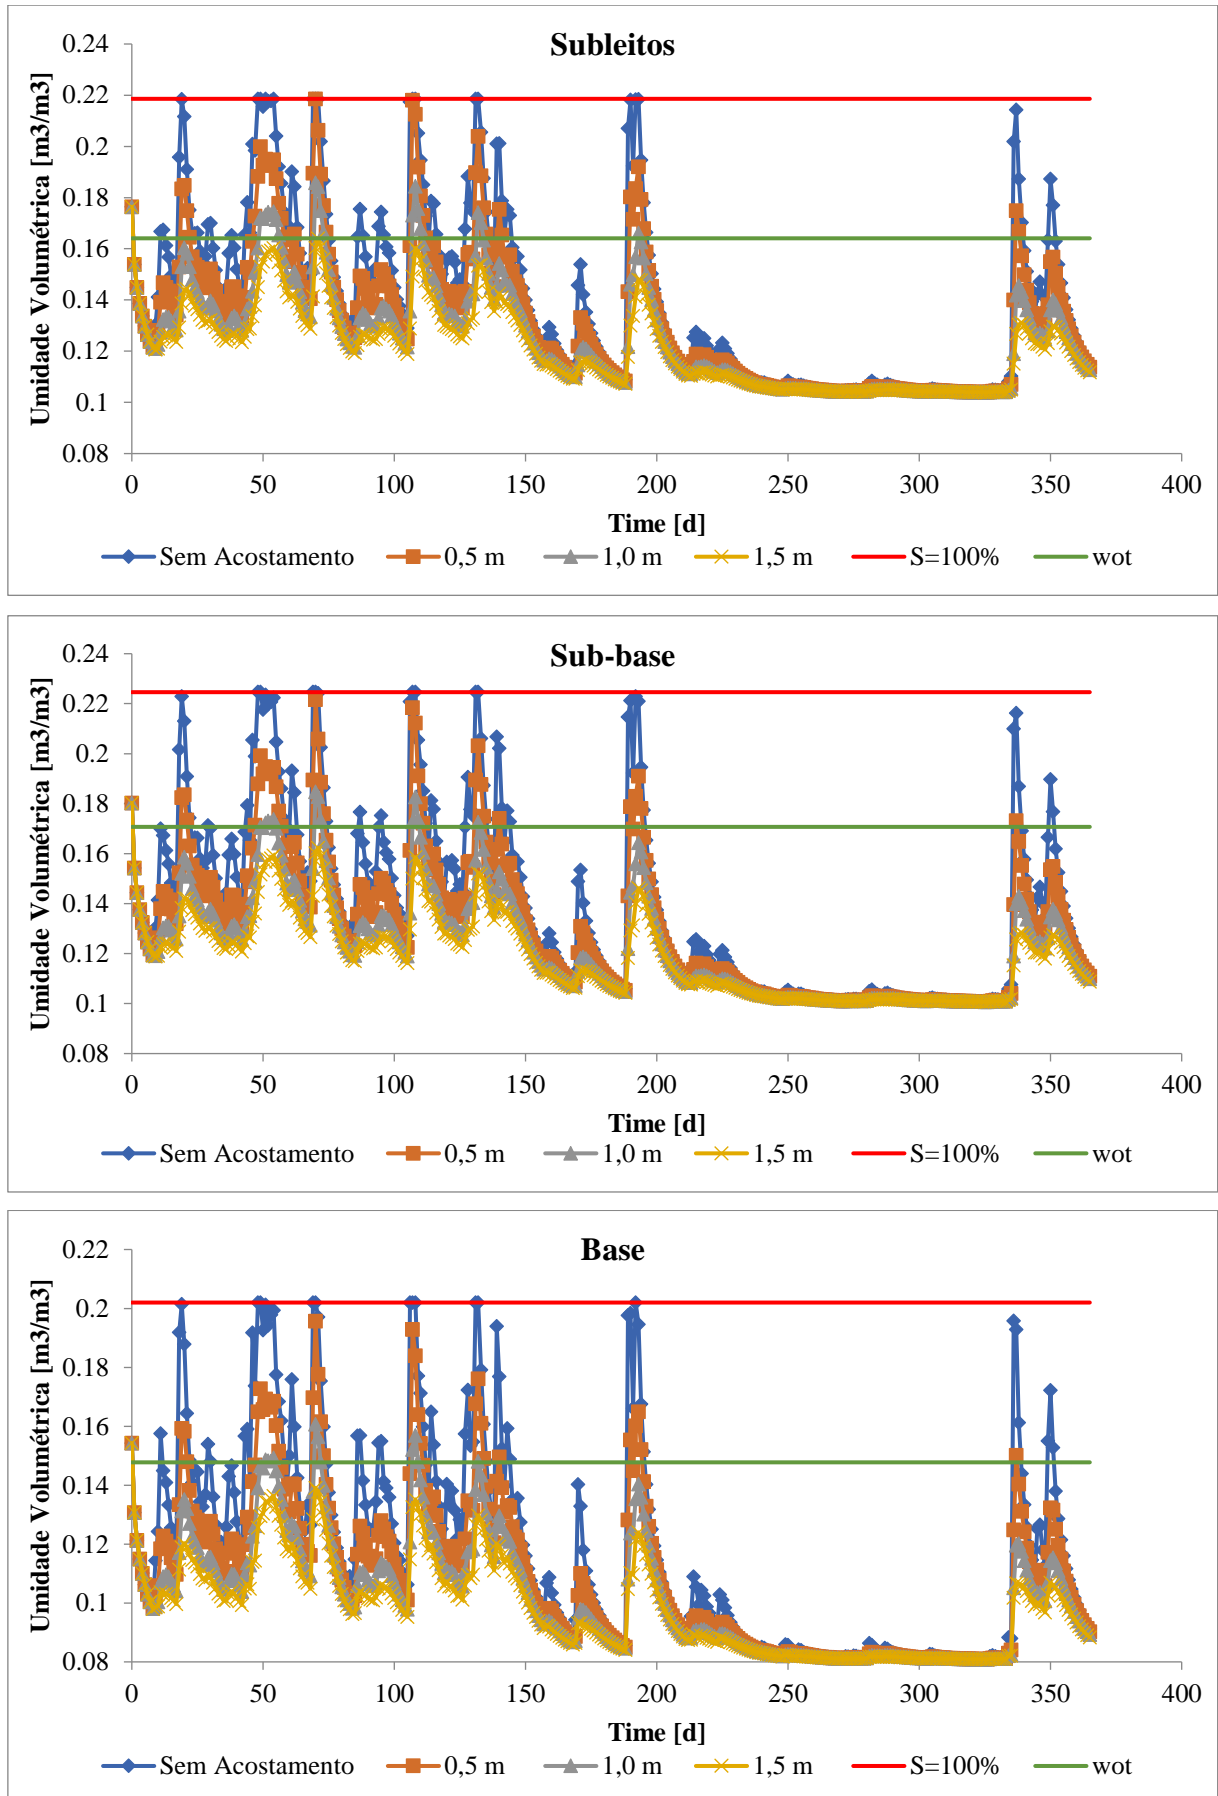 Subleitos
Umidade Volumétrica [m3/m3]
0.24
0.22
0.2
0.18
0.16
0.14
0.12
0.1
0.08
0 50 100 150 200 250 300 350 400
Time [d]
Sem Acostamento 0,5 m 1,0 m 1,5 m S=100% wot
Sub-base
Umidade Volumétrica [m3/m3]
0.24
0.22
0.2
0.18
0.16
0.14
0.12
0.1
0.08
0 50 100 150 200 250 300 350 400
Time [d]
Sem Acostamento 0,5 m 1,0 m 1,5 m S=100% wot
Base
Umidade Volumétrica [m3/m3]
0.22
0.2
0.18
0.16
0.14
0.12
0.1
0.08
0 50 100 150 200 250 300 350 400
Time [d]
Sem Acostamento 0,5 m 1,0 m 1,5 m S=100% wot